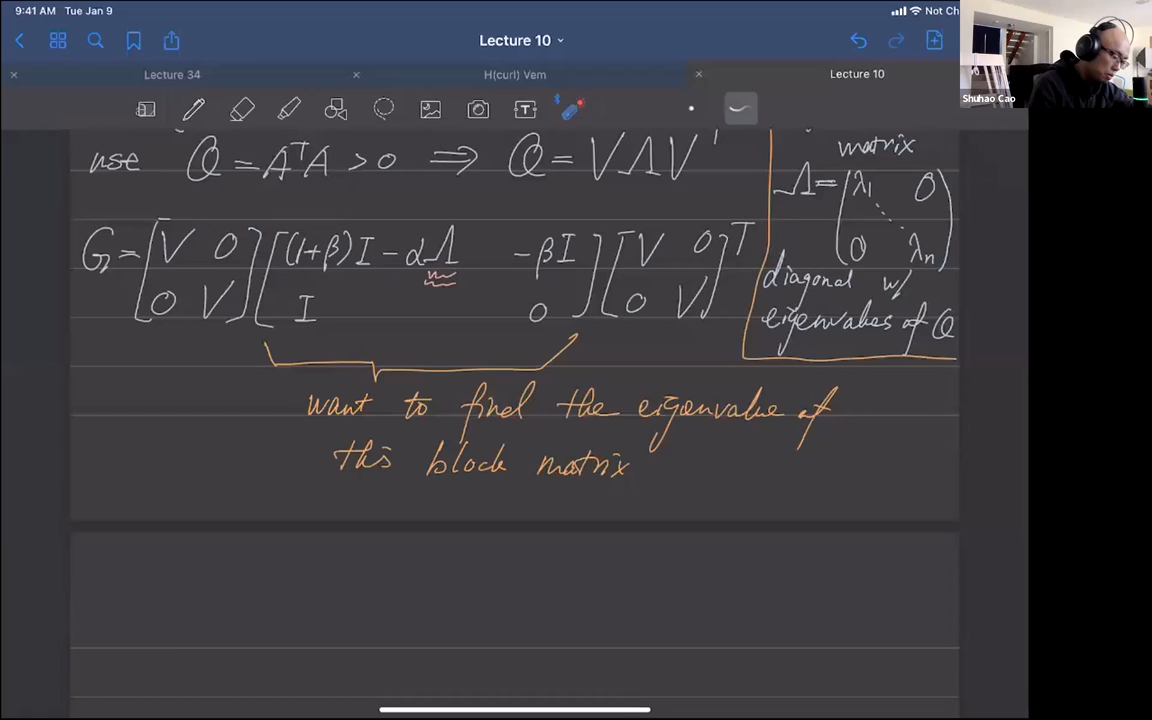 9:41 AM Tue Jan 9
Not Ch
Lecture 10
Lecture 34
H(curl) Vem
Lecture 10
Shuhao Cao
use Q = AᵀA > 0 ⟹ Q = VΛVᵀ
matrix
Λ = (λ₁ 0
0 λₙ)
diagonal w/
eigenvalues of Q
G = [V 0
0 V] [(1+β)I − αΛ −βI
I 0] [V 0
0 V]ᵀ
want to find the eigenvalue of
this block matrix